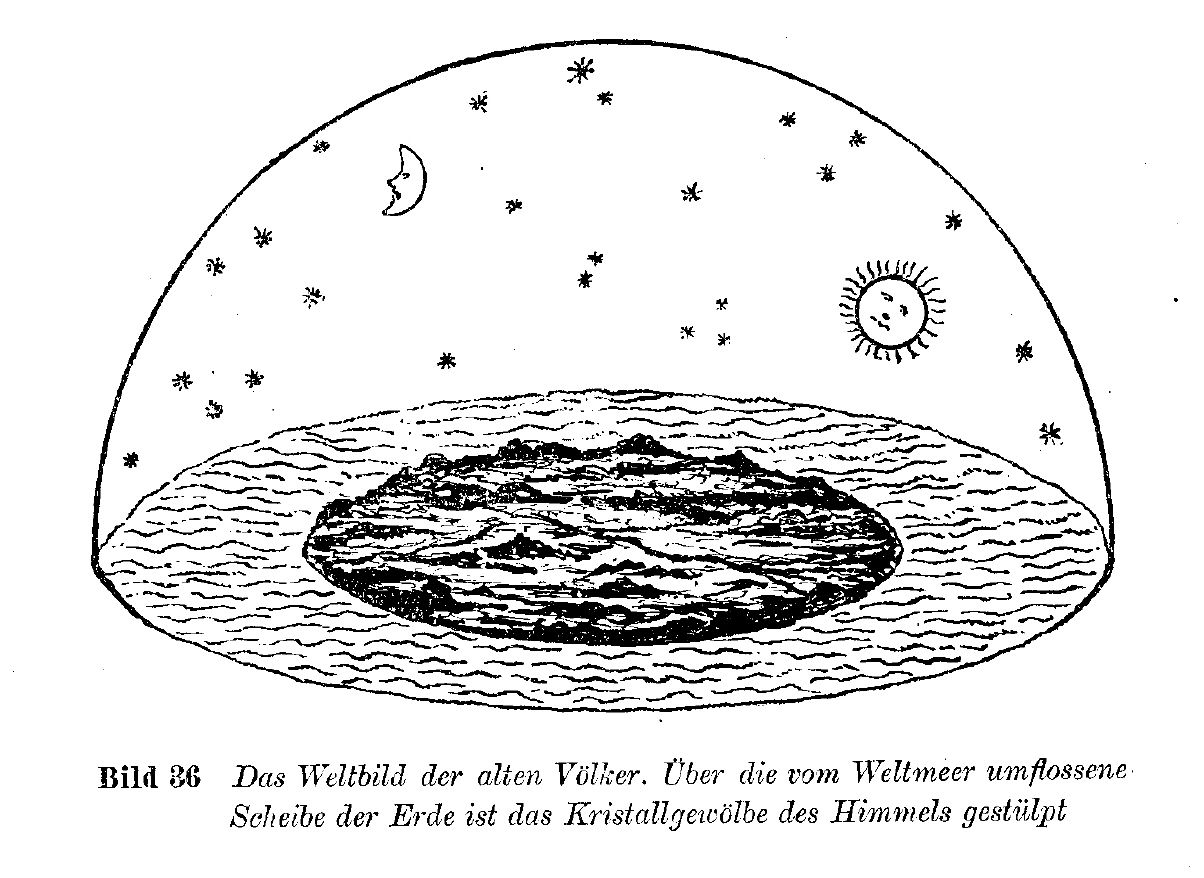 Bild 36 Das Weltbild der alten Völker. Über die vom Weltmeer umflossene
Scheibe der Erde ist das Kristallgewölbe des Himmels gestülpt